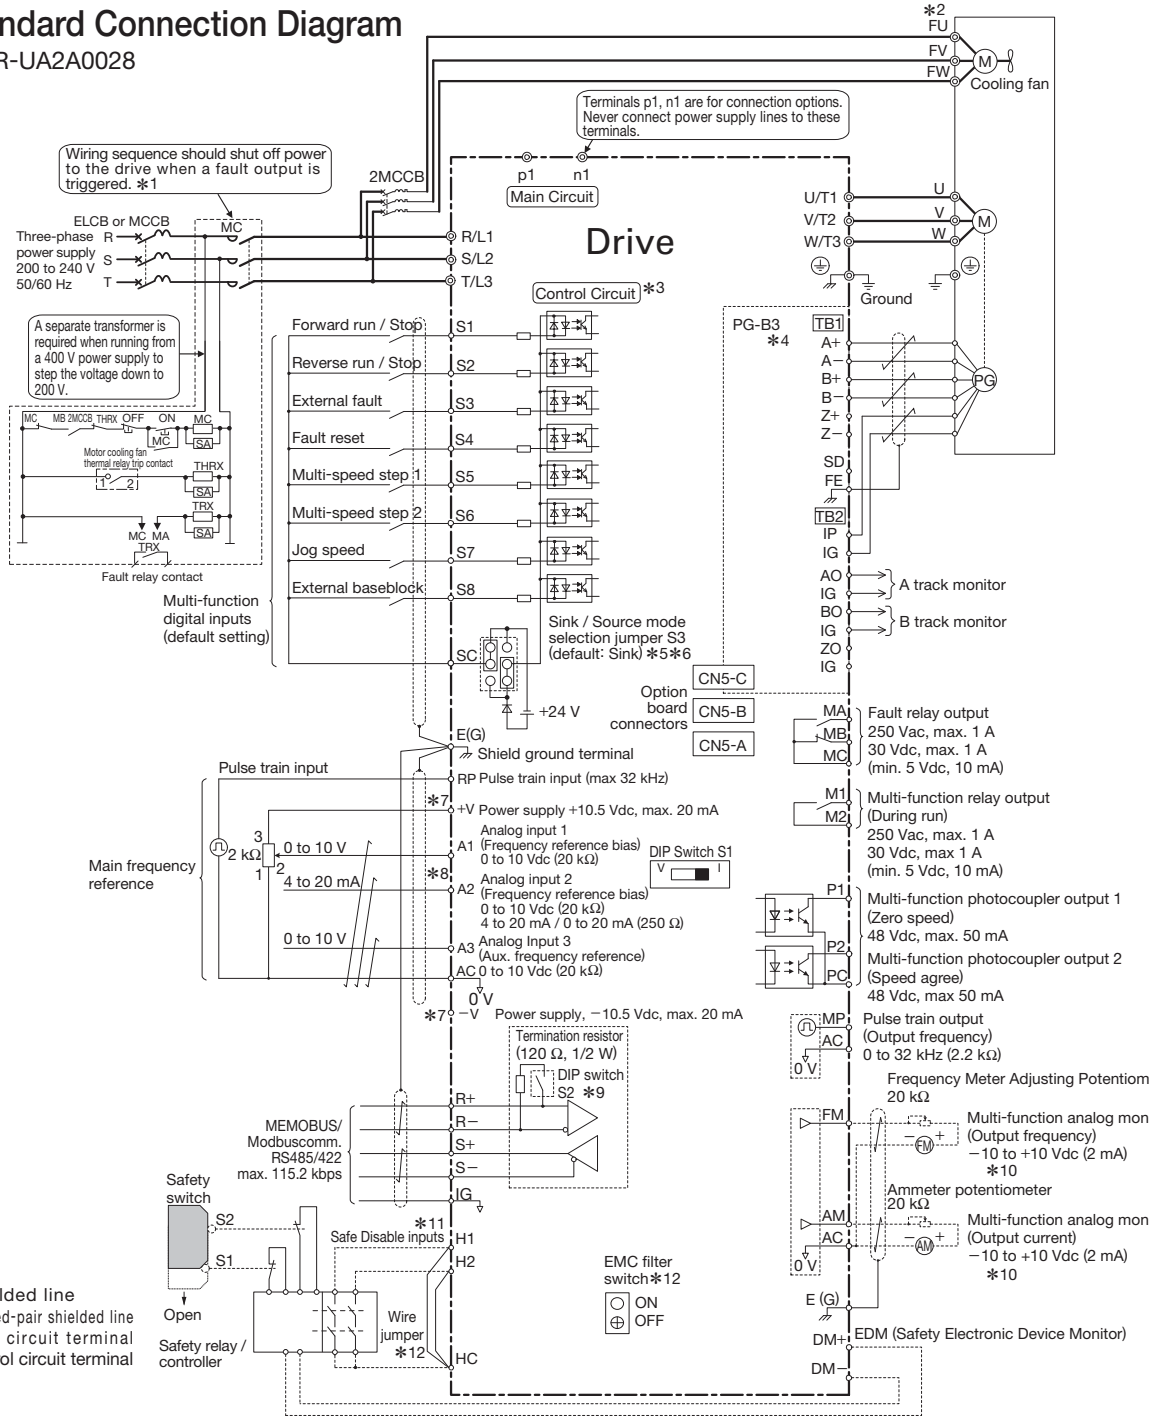 ndard Connection Diagram
R-UA2A0028
∗2
FU
FV
FW
M
Cooling fan
Terminals p1, n1 are for connection options.
Never connect power supply lines to these
terminals.
Wiring sequence should shut off power
to the drive when a fault output is
triggered. ∗1
2MCCB
p1
n1
Main Circuit
ELCB or MCCB
MC
Three-phase
power supply
200 to 240 V
50/60 Hz
R
S
T
R/L1
S/L2
T/L3
Drive
U/T1
V/T2
W/T3
U
V
W
M
Ground
Control Circuit ∗3
A separate transformer is
required when running from
a 400 V power supply to
step the voltage down to
200 V.
MC
MB
2MCCB
THRX
OFF
ON
MC
MC
SA
Motor cooling fan
thermal relay trip contact
1
2
THRX
SA
TRX
SA
MC MA
TRX
Fault relay contact
Forward run / Stop
S1
Reverse run / Stop
S2
External fault
S3
Fault reset
S4
Multi-speed step 1
S5
Multi-speed step 2
S6
Jog speed
S7
External baseblock
S8
Multi-function
digital inputs
(default setting)
SC
Sink / Source mode
selection jumper S3
(default: Sink) ∗5∗6
+24 V
PG-B3
∗4
TB1
A+
A−
B+
B−
Z+
Z−
PG
SD
FE
TB2
IP
IG
AO
IG
A track monitor
BO
IG
B track monitor
ZO
IG
Option
board
connectors
CN5-C
CN5-B
CN5-A
E(G)
Shield ground terminal
MA
MB
MC
Fault relay output
250 Vac, max. 1 A
30 Vdc, max. 1 A
(min. 5 Vdc, 10 mA)
M1
M2
Multi-function relay output
(During run)
250 Vac, max. 1 A
30 Vdc, max 1 A
(min. 5 Vdc, 10 mA)
Pulse train input
RP Pulse train input (max 32 kHz)
∗7
+V Power supply +10.5 Vdc, max. 20 mA
Main frequency
reference
3
2 kΩ
2
1
0 to 10 V
A1
Analog input 1
(Frequency reference bias)
0 to 10 Vdc (20 kΩ)
∗8
4 to 20 mA
A2
Analog input 2
(Frequency reference bias)
0 to 10 Vdc (20 kΩ)
4 to 20 mA / 0 to 20 mA (250 Ω)
DIP Switch S1
V
I
0 to 10 V
A3
Analog Input 3
(Aux. frequency reference)
0 to 10 Vdc (20 kΩ)
AC
0 V
∗7
−V
Power supply, −10.5 Vdc, max. 20 mA
P1
Multi-function photocoupler output 1
(Zero speed)
48 Vdc, max. 50 mA
P2
PC
Multi-function photocoupler output 2
(Speed agree)
48 Vdc, max 50 mA
MP
AC
0 V
Pulse train output
(Output frequency)
0 to 32 kHz (2.2 kΩ)
Termination resistor
(120 Ω, 1/2 W)
DIP switch
S2 ∗9
MEMOBUS/
Modbuscomm.
RS485/422
max. 115.2 kbps
R+
R−
S+
S−
IG
Frequency Meter Adjusting Potentiom
20 kΩ
FM
−
+
FM
Multi-function analog mon
(Output frequency)
−10 to +10 Vdc (2 mA)
∗10
Ammeter potentiometer
20 kΩ
AM
AC
0 V
−
+
AM
Multi-function analog mon
(Output current)
−10 to +10 Vdc (2 mA)
∗10
E (G)
Safety
switch
S2
S1
Open
Safety relay /
controller
∗11
Safe Disable inputs
H1
H2
Wire
jumper
∗12
HC
EMC filter
switch∗12
ON
OFF
DM+
DM−
EDM (Safety Electronic Device Monitor)
lded line
ed-pair shielded line
circuit terminal
ol circuit terminal